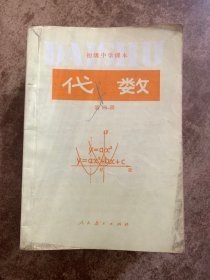 初级中学课本
代数
第四册
y=ax²
y=ax²+bx+c
人民教育出版社